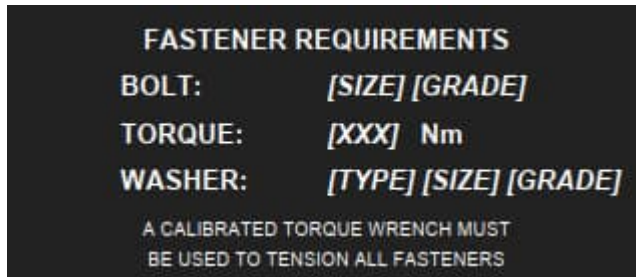 FASTENER REQUIREMENTS
BOLT: [SIZE] [GRADE]
TORQUE: [XXX] Nm
WASHER: [TYPE] [SIZE] [GRADE]
A CALIBRATED TORQUE WRENCH MUST
BE USED TO TENSION ALL FASTENERS